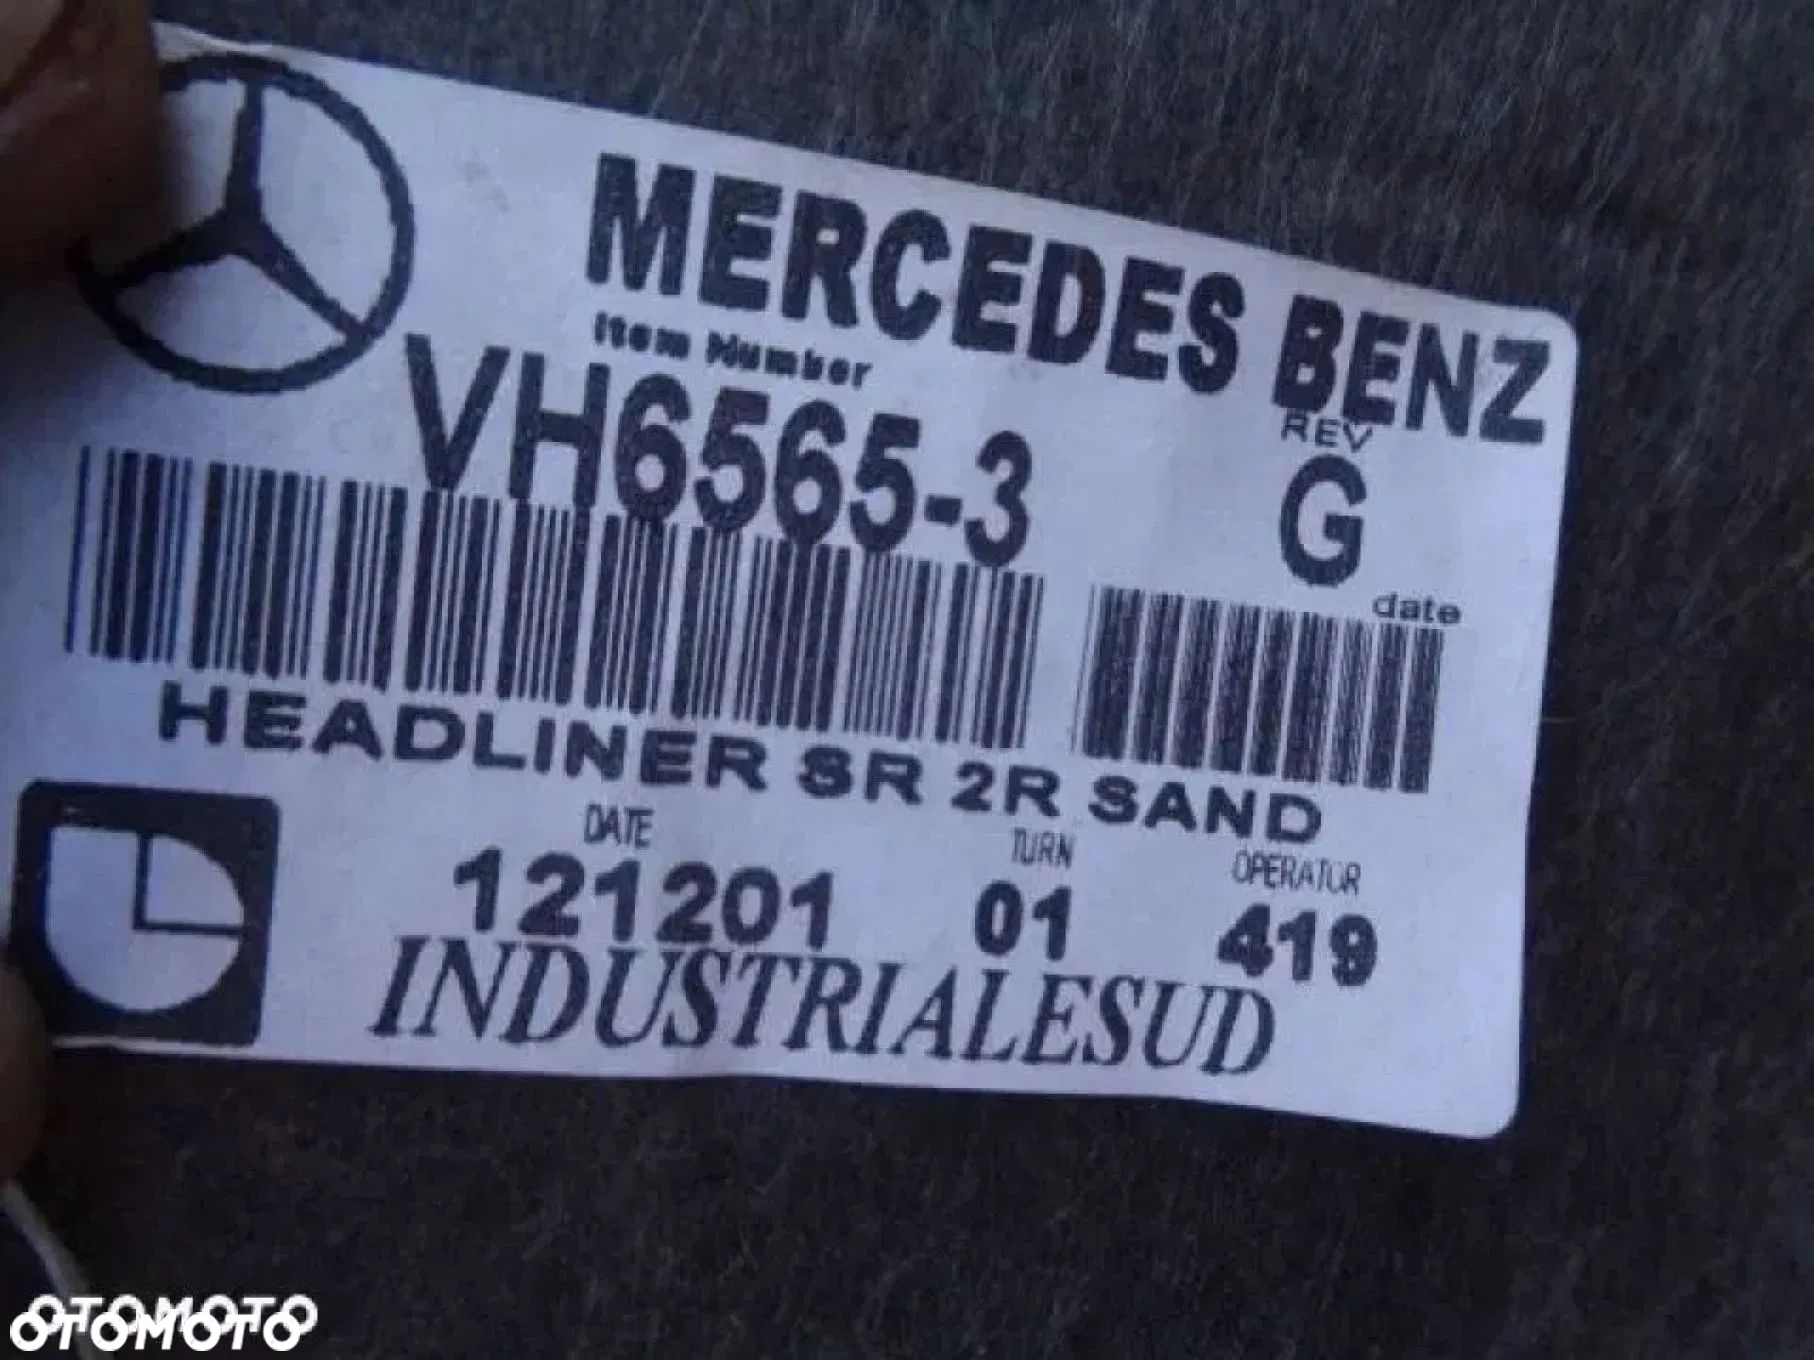 MERCEDES BENZ
Item Number
REV
VH6565-3
G
date
HEADLINER SR 2R SAND
DATE
TURN
OPERATOR
121201
01
419
INDUSTRIALESUD
OTOMOTO
OTOMOTO